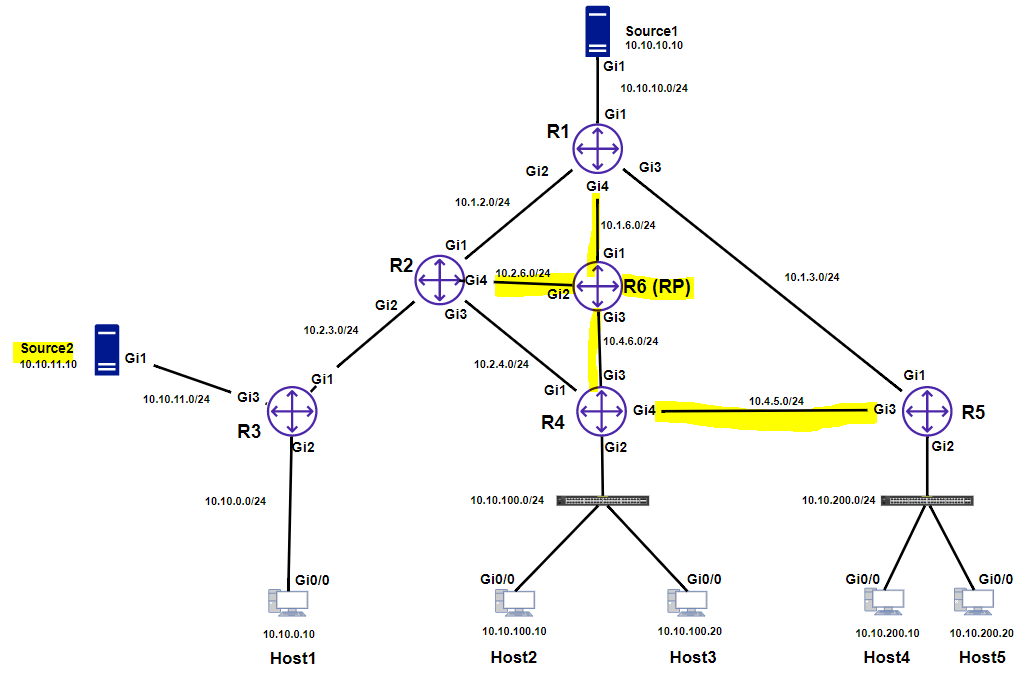 Source1
10.10.10.10
Gi1
10.10.10.0/24
Gi1
R1
Gi2
Gi3
Gi4
10.1.2.0/24
10.1.6.0/24
Gi1
Gi1
R2
10.2.6.0/24
Gi4
Gi2
R6 (RP)
10.1.3.0/24
Gi2
Gi3
Gi3
10.2.3.0/24
10.4.6.0/24
Source2
10.10.11.10
Gi1
10.2.4.0/24
Gi1
Gi3
Gi1
Gi1
10.10.11.0/24
Gi3
Gi4
10.4.5.0/24
Gi3
R3
R4
R5
Gi2
Gi2
Gi2
10.10.0.0/24
10.10.100.0/24
10.10.200.0/24
Gi0/0
Gi0/0
Gi0/0
Gi0/0
Gi0/0
10.10.0.10
10.10.100.10
10.10.100.20
10.10.200.10
10.10.200.20
Host1
Host2
Host3
Host4
Host5